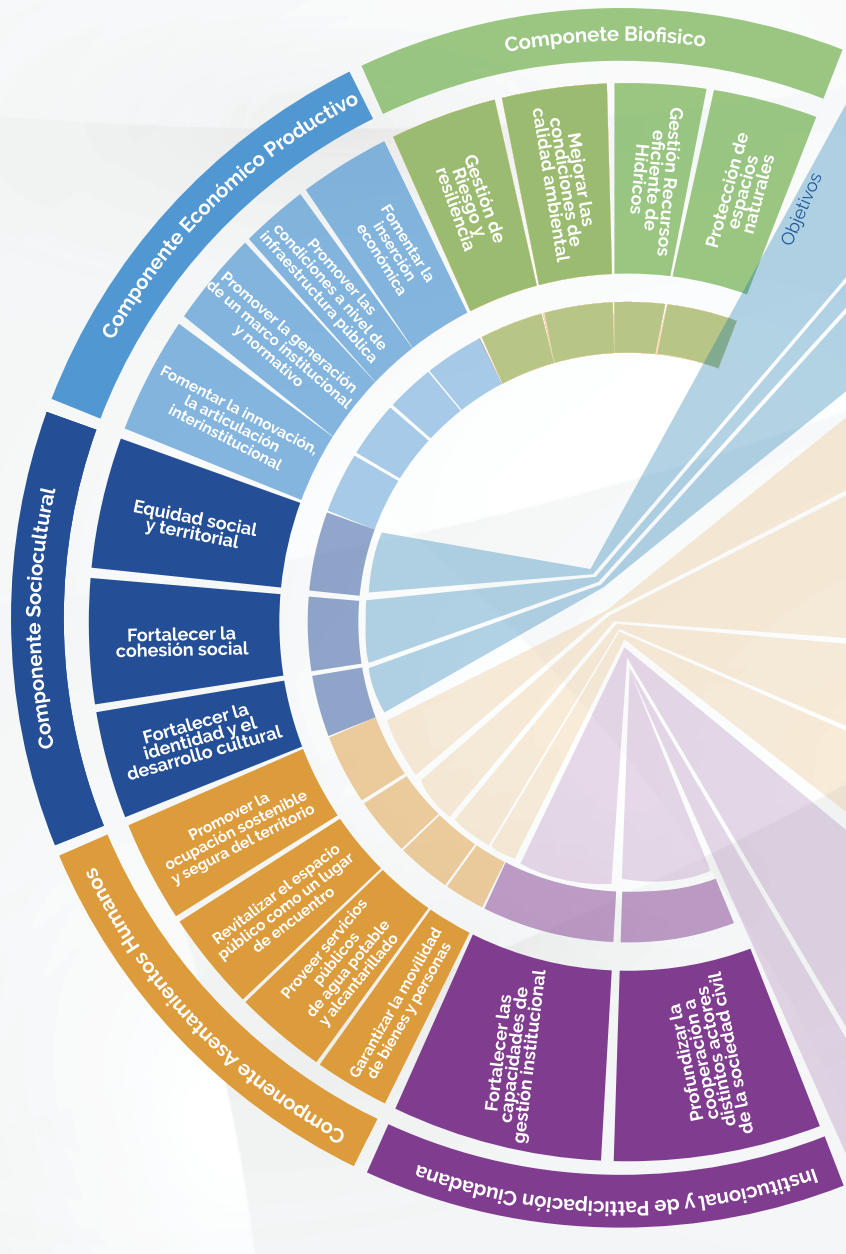 Componete Biofisico
Gestión de
Riesgo y
resiliencia
Mejorar las
condiciones de
calidad ambiental
Gestión Recursos
eficiente de
Hídricos
Protección de
espacios
naturales
Objetivos
Componente Económico Productivo
Fomentar la
inserción
económica
Promover las
condiciones a nivel de
infraestructura pública
Promover la generación
de un marco institucional
y normativo
Fomentar la innovación,
la articulación
interinstitucional
Componente Sociocultural
Equidad social
y territorial
Fortalecer la
cohesión social
Fortalecer la
identidad y el
desarrollo cultural
Componente Asentamientos Humanos
Promover la
ocupación sostenible
y segura del territorio
Revitalizar el espacio
público como un lugar
de encuentro
Proveer servicios
públicos
de agua potable
y alcantarillado
Garantizar la movilidad
de bienes y personas
Institucional y de Patticipación Ciudadana
Fortalecer las
capacidades de
gestión institucional
Profundizar la
cooperación a
cooptos actores
distintos actores
de la sociedad civil